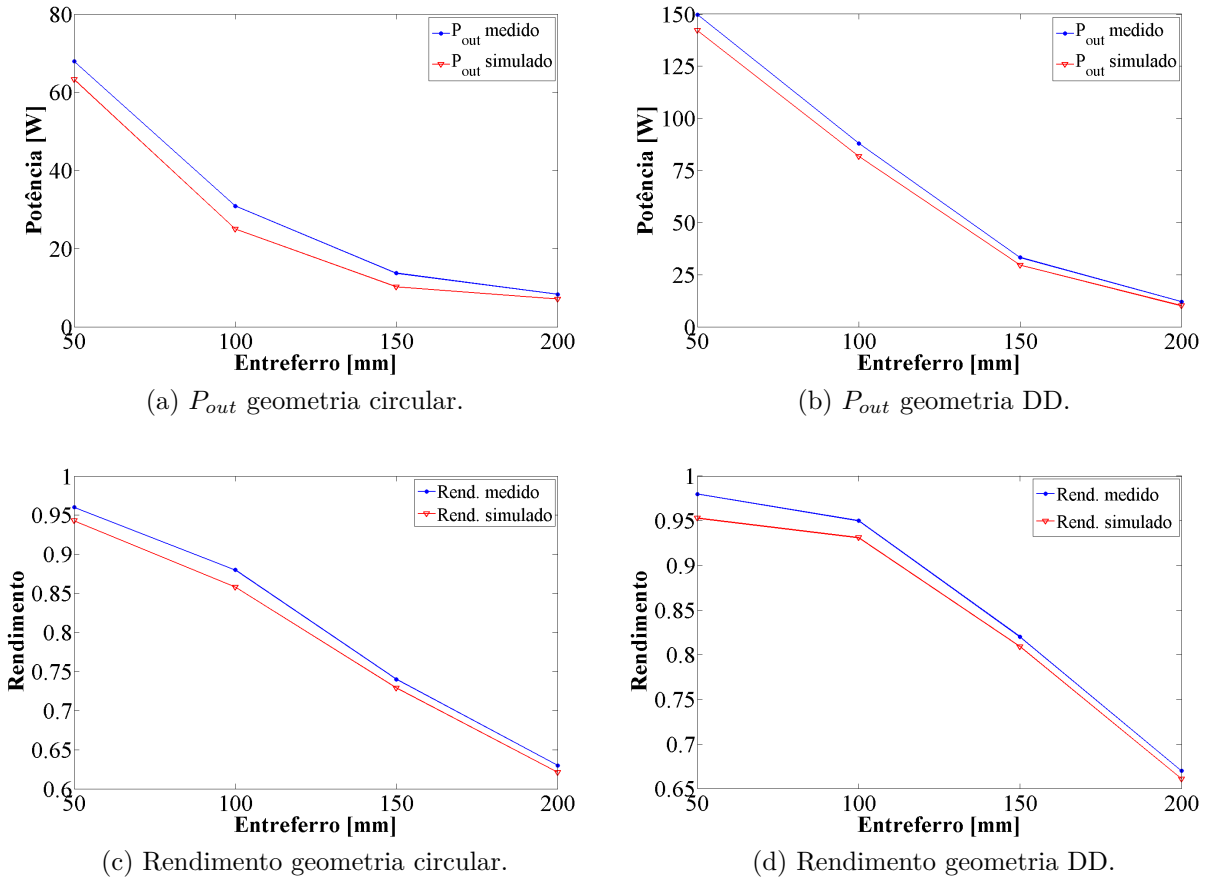 80
60
40
20
0
50
100
150
200
Potência [W]
Entreferro [mm]
P_out medido
P_out simulado
(a) P_out geometria circular.
150
125
100
75
50
25
0
50
100
150
200
Potência [W]
Entreferro [mm]
P_out medido
P_out simulado
(b) P_out geometria DD.
1
0.95
0.9
0.85
0.8
0.75
0.7
0.65
0.6
50
100
150
200
Rendimento
Entreferro [mm]
Rend. medido
Rend. simulado
(c) Rendimento geometria circular.
1
0.95
0.9
0.85
0.8
0.75
0.7
0.65
50
100
150
200
Rendimento
Entreferro [mm]
Rend. medido
Rend. simulado
(d) Rendimento geometria DD.